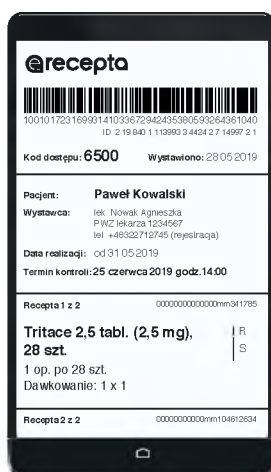 erecepta
10010172316993141033672942435380593264361040
ID 2 19 840 1 113993 3 4424 2 7 14997 2 1
Kod dostępu: 6500 Wystawiono: 28 05 2019
Pacjent: Paweł Kowalski
Wystawca: lek Nowak Agnieszka
PWZ lekarza 1234567
tel +48322712745 (rejestracja)
Data realizacji: od 31 05 2019
Termin kontroli: 25 czerwca 2019 godz.14:00
Recepta 1 z 2 0000000000000mm341785
Tritace 2,5 tabl. (2,5 mg), R
28 szt. S
1 op. po 28 szt.
Dawkowanie: 1 x 1
Recepta 2 z 2 0000000000mm104612634